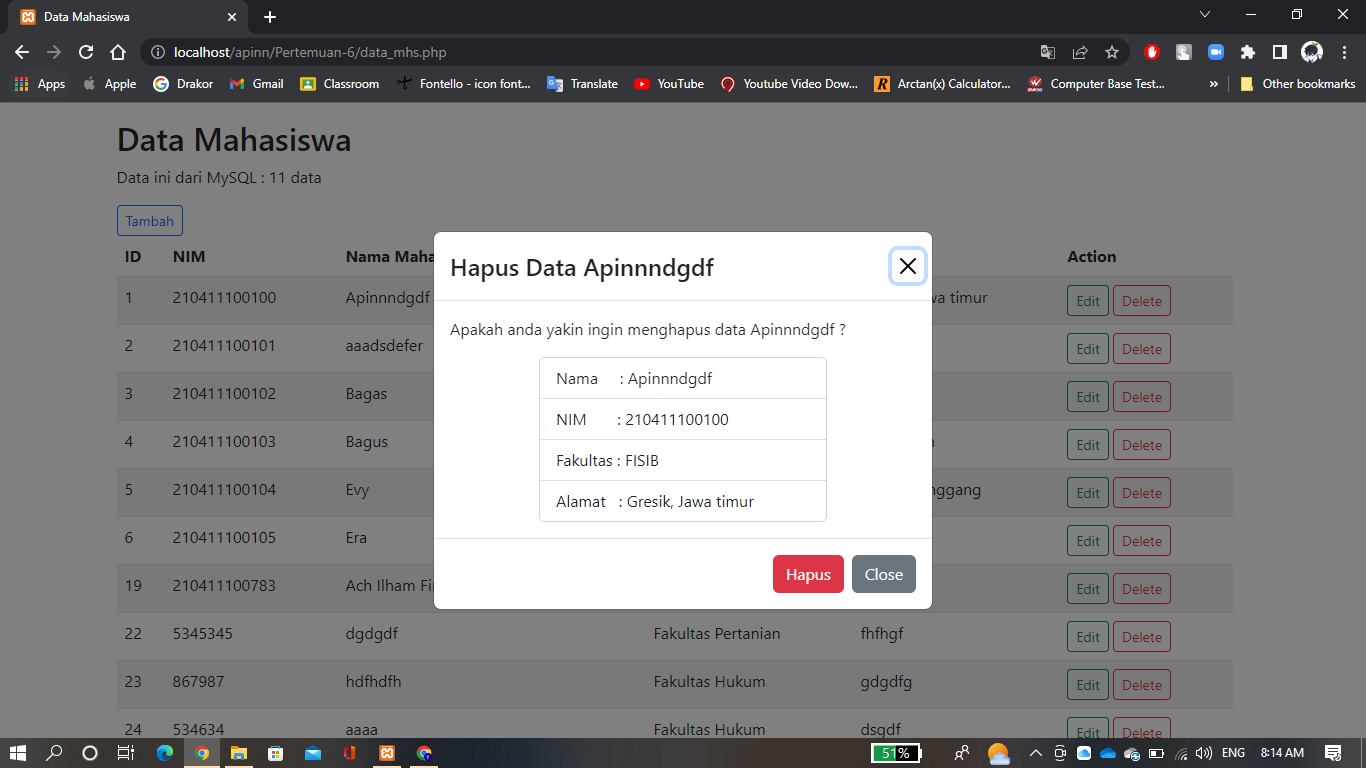 Data Mahasiswa
localhost/apinn/Pertemuan-6/data_mhs.php
Apps Apple Drakor Gmail Classroom Fontello - icon font... Translate YouTube Youtube Video Dow... Arctan(x) Calculator... Computer Base Test... » Other bookmarks
Data Mahasiswa
Data ini dari MySQL : 11 data
Tambah
ID NIM Nama Maha Action
1 210411100100 Apinnndgdf wa timur Edit Delete
2 210411100101 aaadsdefer Edit Delete
3 210411100102 Bagas Edit Delete
4 210411100103 Bagus Edit Delete
5 210411100104 Evy nggang Edit Delete
6 210411100105 Era Edit Delete
19 210411100783 Ach Ilham Fi Edit Delete
22 5345345 dgdgdf Fakultas Pertanian fhfhgf Edit Delete
23 867987 hdfhdfh Fakultas Hukum gdgdfg Edit Delete
24 534634 aaaa Fakultas Hukum dsgdf Edit Delete
Hapus Data Apinnndgdf
Apakah anda yakin ingin menghapus data Apinnndgdf ?
Nama : Apinnndgdf
NIM : 210411100100
Fakultas : FISIB
Alamat : Gresik, Jawa timur
Hapus Close
51% ENG 8:14 AM